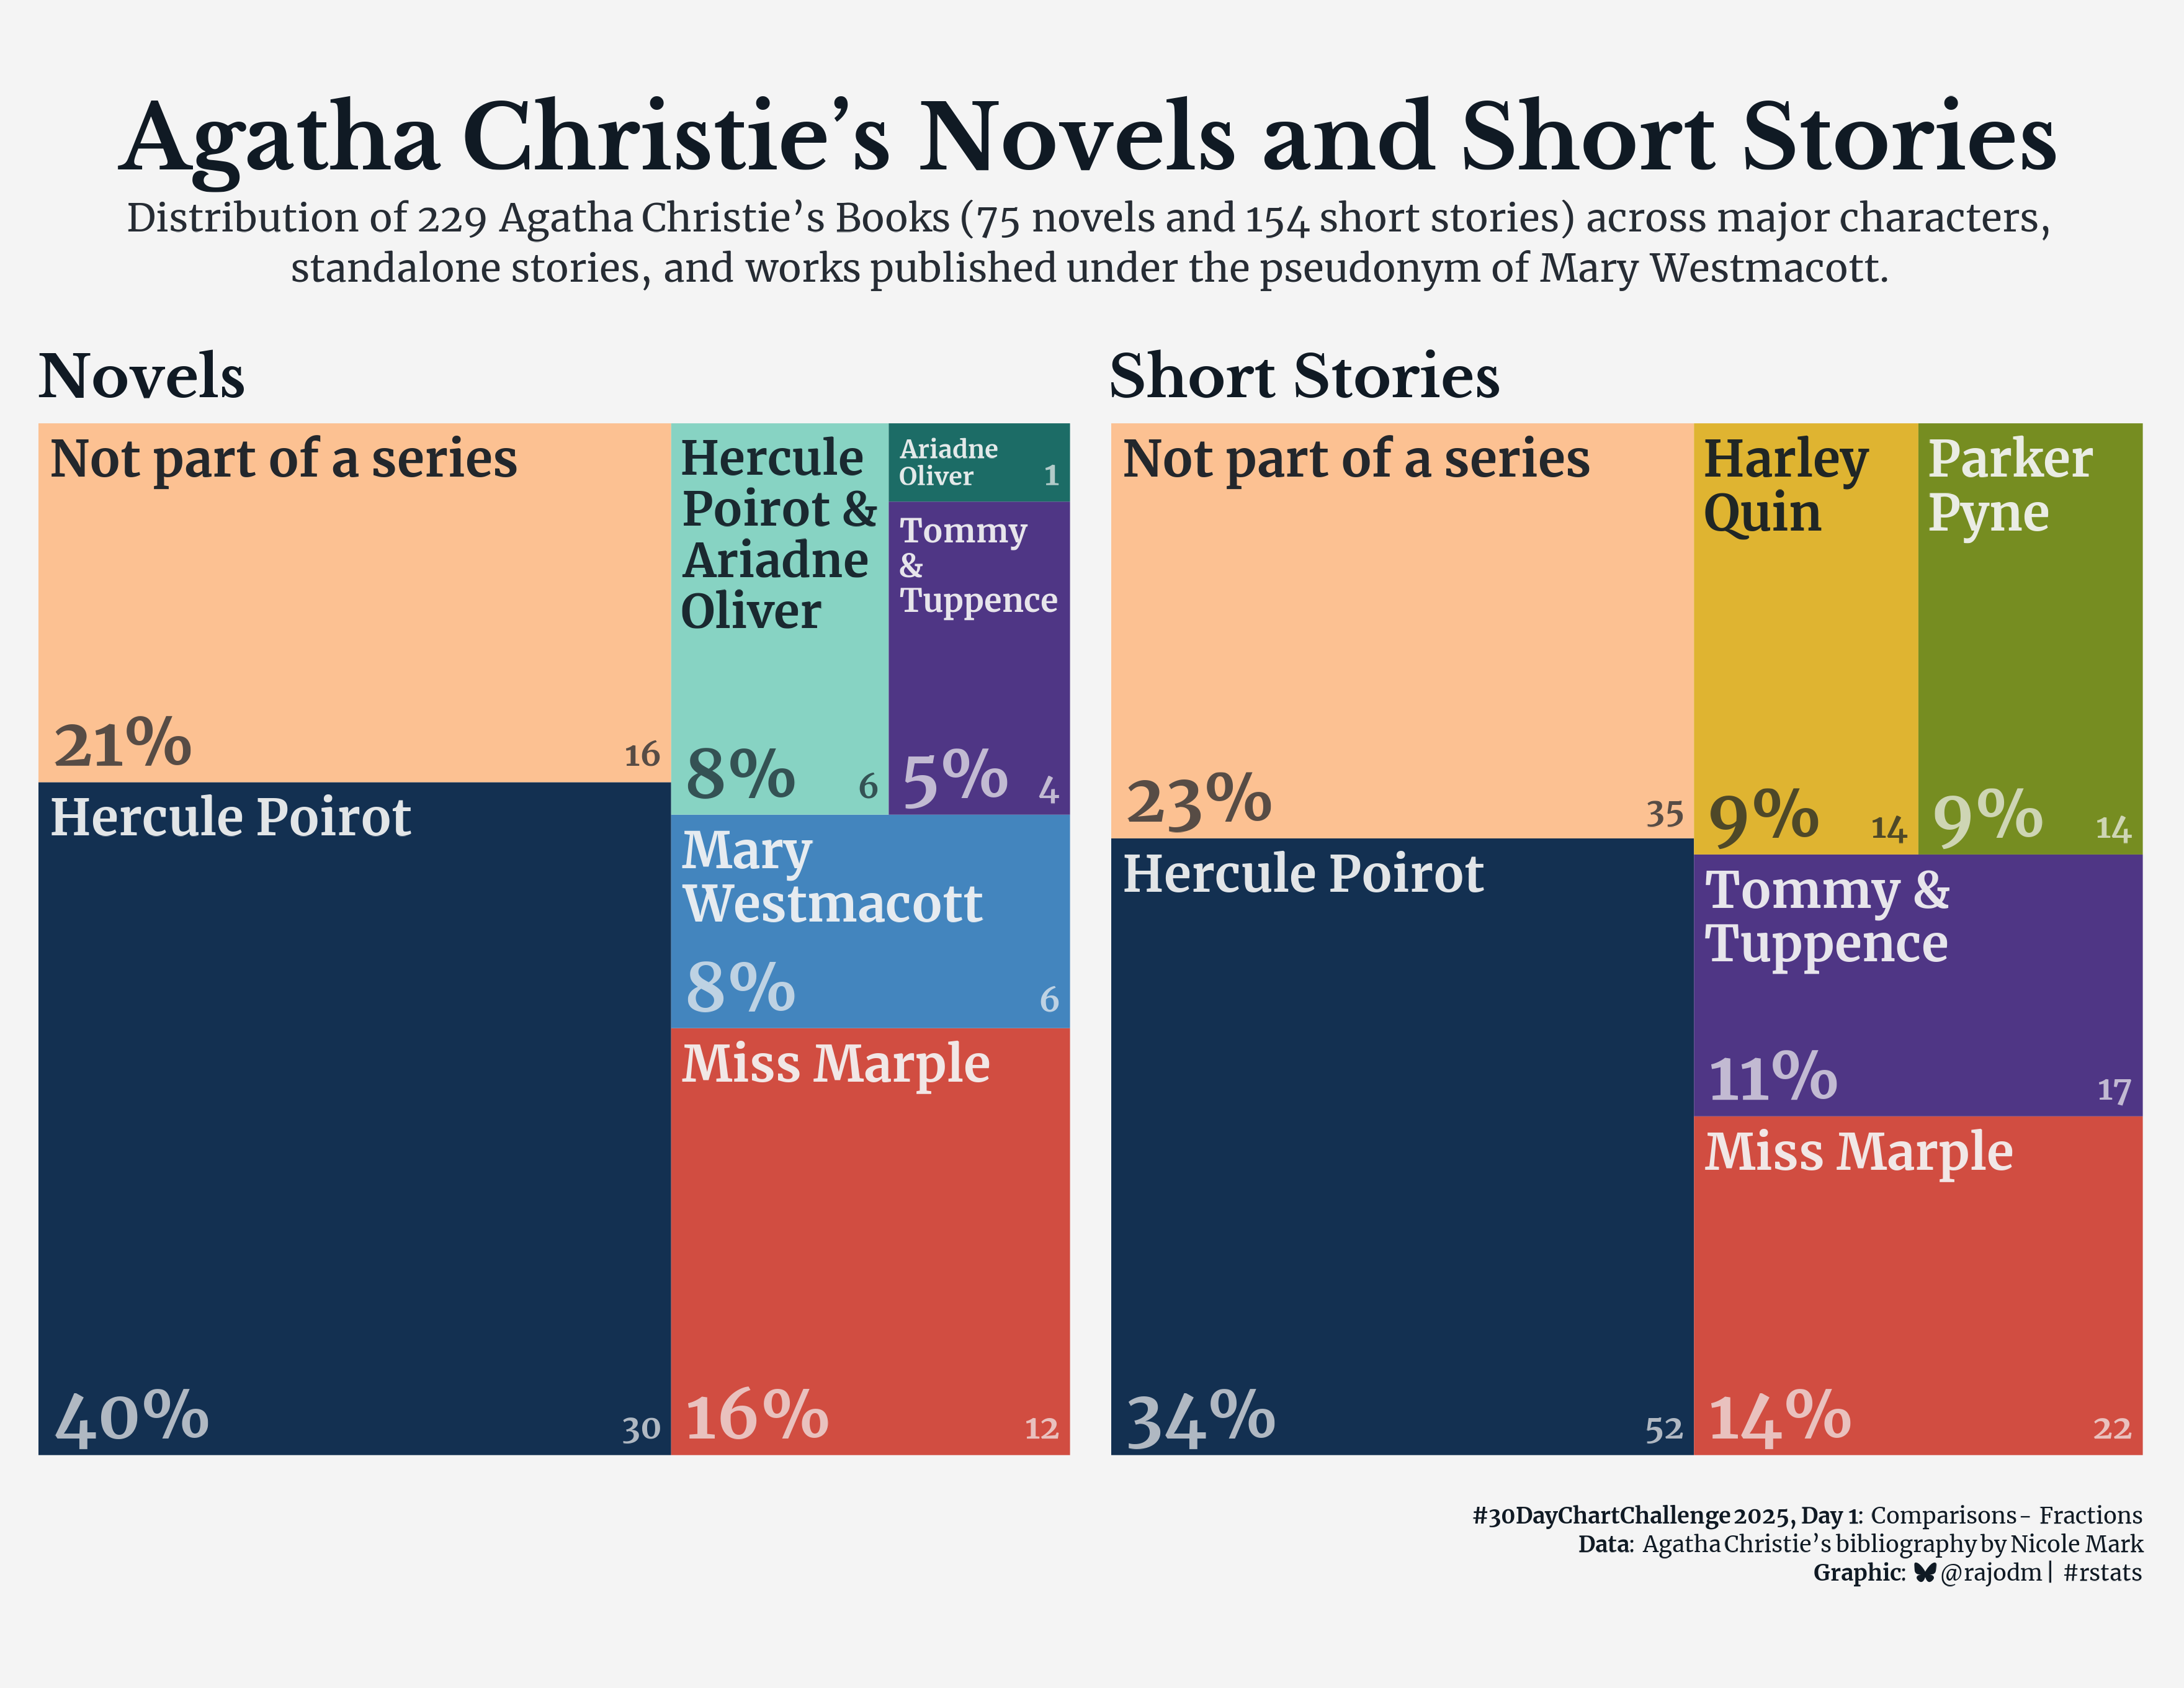 Agatha Christie’s Novels and Short Stories
Distribution of 229 Agatha Christie’s Books (75 novels and 154 short stories) across major characters,
standalone stories, and works published under the pseudonym of Mary Westmacott.
Novels
Not part of a series
21%
16
Hercule Poirot
40%
30
Hercule
Poirot &
Ariadne
Oliver
8%
6
Ariadne
Oliver
1
Tommy
&
Tuppence
5%
4
Mary
Westmacott
8%
6
Miss Marple
16%
12
Short Stories
Not part of a series
23%
35
Hercule Poirot
34%
52
Harley
Quin
9%
14
Parker
Pyne
9%
14
Tommy &
Tuppence
11%
17
Miss Marple
14%
22
#30DayChartChallenge 2025, Day 1: Comparisons - Fractions
Data: Agatha Christie’s bibliography by Nicole Mark
Graphic: @rajodm | #rstats